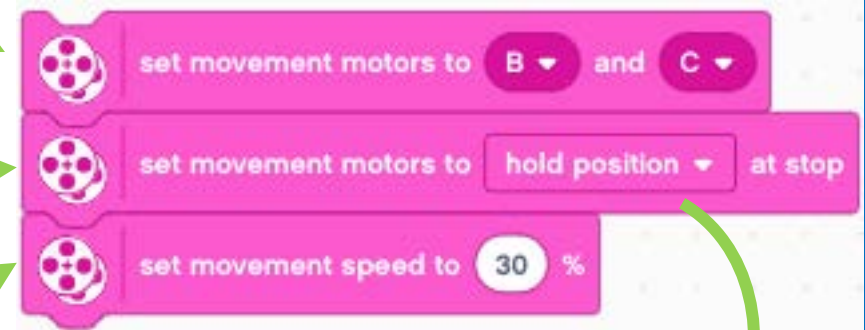 set movement motors to B and C
set movement motors to hold position at stop
set movement speed to 30 %